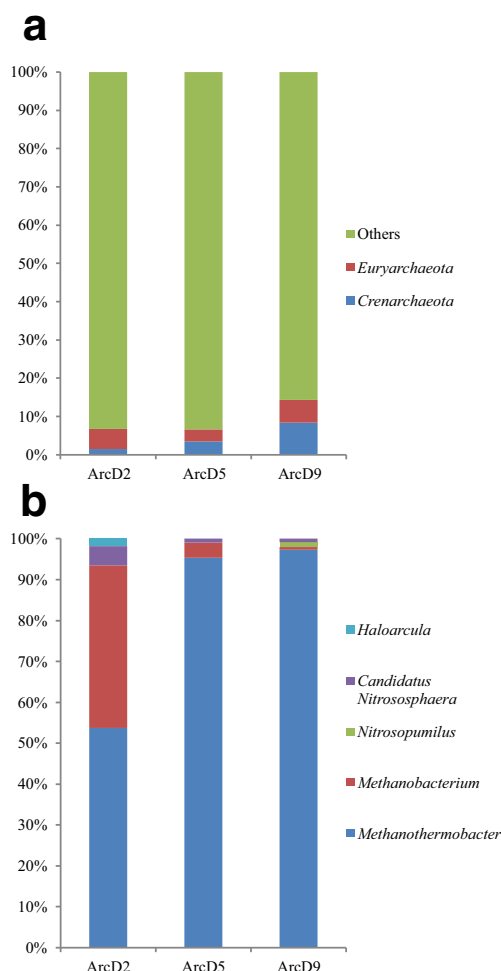 a
100%
90%
80%
70%
60%
50%
40%
30%
20%
10%
0%
ArcD2
ArcD5
ArcD9
Others
Euryarchaeota
Crenarchaeota
b
100%
90%
80%
70%
60%
50%
40%
30%
20%
10%
0%
ArcD2
ArcD5
ArcD9
Haloarcula
Candidatus
Nitrososphaera
Nitrosopumilus
Methanobacterium
Methanothermobacter